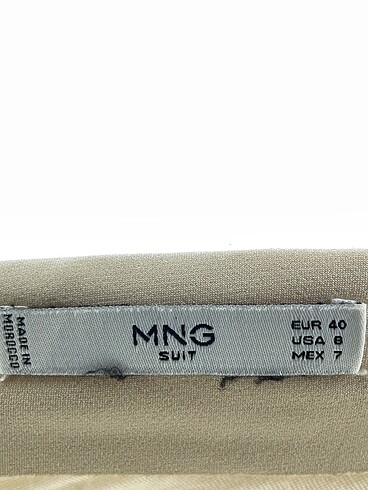 MADE IN
MOROCCO
MNG
SUIT
EUR 40
USA 8
MEX 7